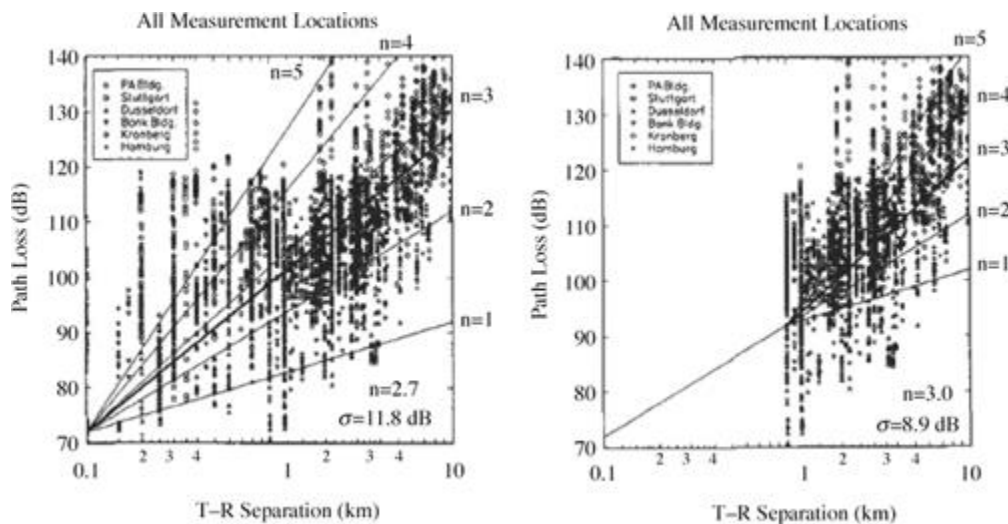 All Measurement Locations
140
130
120
110
100
90
80
70
Path Loss (dB)
PA Bldg.
Stuttgart
Dusseldorf
Bank Bldg.
Kronberg
Hamburg
n=5
n=4
n=3
n=2
n=1
n=2.7
σ=11.8 dB
0.1 2 3 4 1 2 3 4 10
T–R Separation (km)
All Measurement Locations
140
130
120
110
100
90
80
70
Path Loss (dB)
PA Bldg.
Stuttgart
Dusseldorf
Bank Bldg.
Kronberg
Hamburg
n=5
n=4
n=3
n=2
n=1
n=3.0
σ=8.9 dB
0.1 2 3 4 1 2 3 4 10
T–R Separation (km)